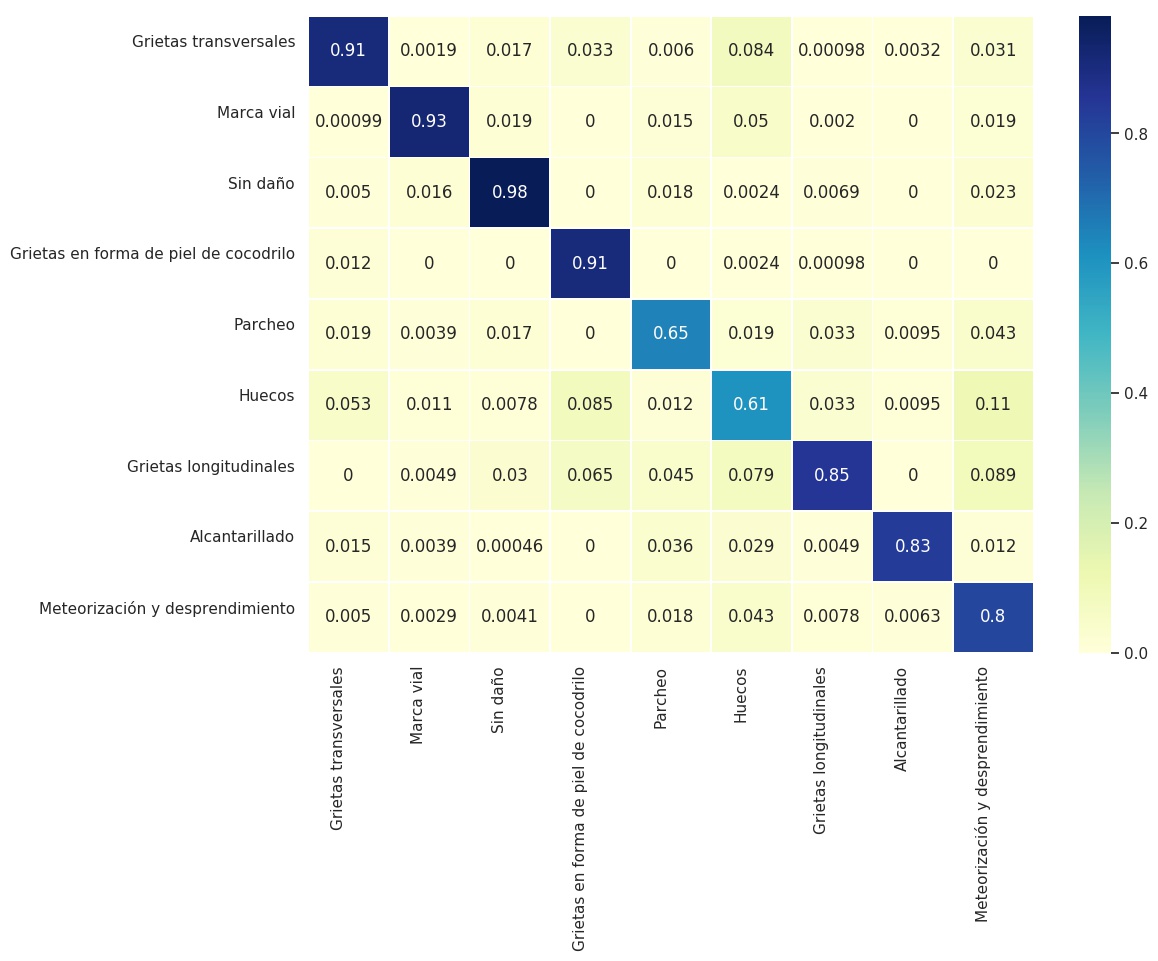 Grietas transversales 0.91 0.0019 0.017 0.033 0.006 0.084 0.00098 0.0032 0.031
Marca vial 0.00099 0.93 0.019 0 0.015 0.05 0.002 0 0.019
Sin daño 0.005 0.016 0.98 0 0.018 0.0024 0.0069 0 0.023
Grietas en forma de piel de cocodrilo 0.012 0 0 0.91 0 0.0024 0.00098 0 0
Parcheo 0.019 0.0039 0.017 0 0.65 0.019 0.033 0.0095 0.043
Huecos 0.053 0.011 0.0078 0.085 0.012 0.61 0.033 0.0095 0.11
Grietas longitudinales 0 0.0049 0.03 0.065 0.045 0.079 0.85 0 0.089
Alcantarillado 0.015 0.0039 0.00046 0 0.036 0.029 0.0049 0.83 0.012
Meteorización y desprendimiento 0.005 0.0029 0.0041 0 0.018 0.043 0.0078 0.0063 0.8
Grietas transversales
Marca vial
Sin daño
Grietas en forma de piel de cocodrilo
Parcheo
Huecos
Grietas longitudinales
Alcantarillado
Meteorización y desprendimiento
0.8
0.6
0.4
0.2
0.0